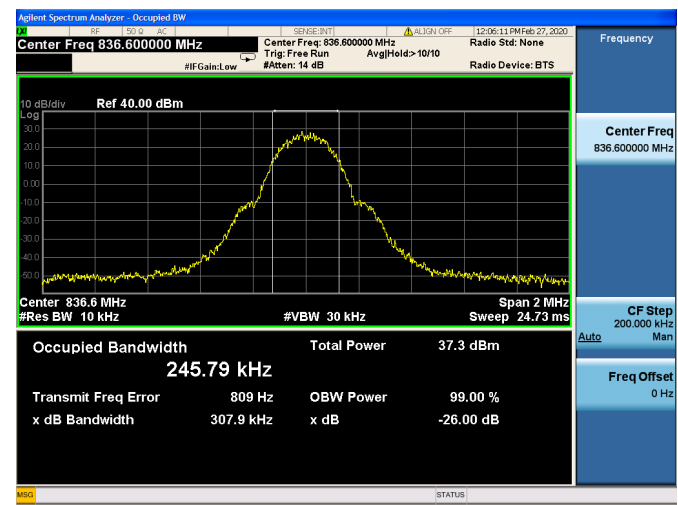 Agilent Spectrum Analyzer - Occupied BW
RF 50 Ω AC SENSE:INT ALIGN OFF 12:06:11 PM Feb 27, 2020
Center Freq 836.600000 MHz
Center Freq: 836.600000 MHz
Radio Std: None
Trig: Free Run Avg|Hold:>10/10
#IFGain:Low #Atten: 14 dB Radio Device: BTS
Frequency
10 dB/div Ref 40.00 dBm
Log
30.0
20.0
10.0
0.00
-10.0
-20.0
-30.0
-40.0
-50.0
Center 836.6 MHz Span 2 MHz
#Res BW 10 kHz #VBW 30 kHz Sweep 24.73 ms
Occupied Bandwidth Total Power 37.3 dBm
245.79 kHz
Transmit Freq Error 809 Hz OBW Power 99.00 %
x dB Bandwidth 307.9 kHz x dB -26.00 dB
Center Freq
836.600000 MHz
CF Step
200.000 kHz
Auto Man
Freq Offset
0 Hz
MSG STATUS